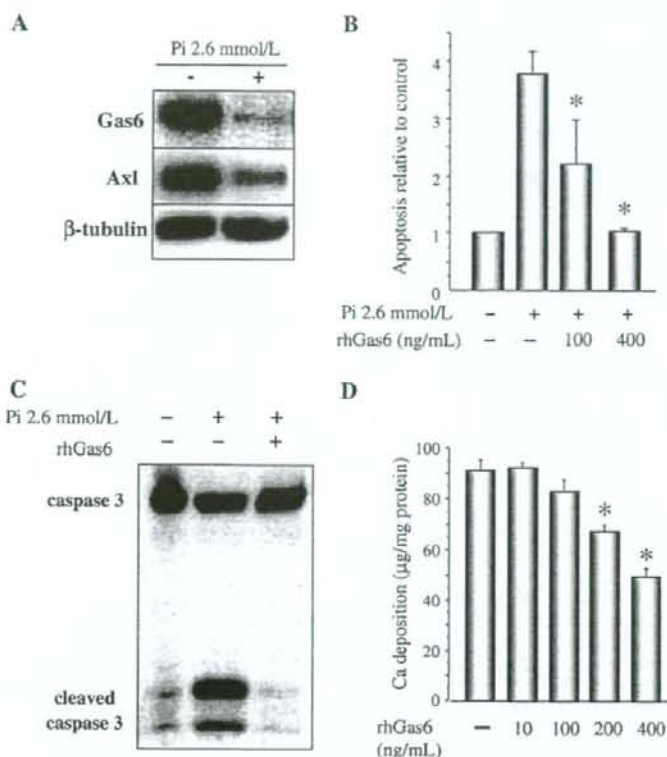 A
Pi 2.6 mmol/L
- +
Gas6
Axl
β-tubulin
B
Apoptosis relative to control
4
3
2
1
0
* *
Pi 2.6 mmol/L − + + +
rhGas6 (ng/mL) − − 100 400
C
Pi 2.6 mmol/L − + +
rhGas6 − − +
caspase 3
cleaved
caspase 3
D
Ca deposition (μg/mg protein)
100
80
60
40
20
0
* *
rhGas6 − 10 100 200 400
(ng/mL)